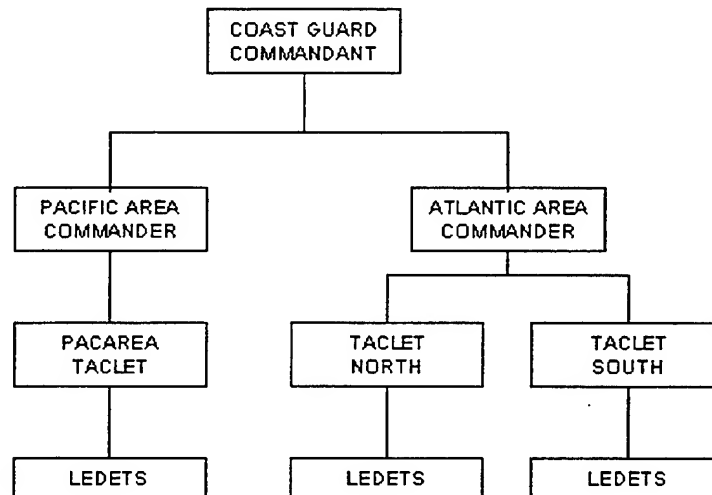 COAST GUARD
COMMANDANT
PACIFIC AREA
COMMANDER
ATLANTIC AREA
COMMANDER
PACAREA
TACLET
TACLET
NORTH
TACLET
SOUTH
LEDETS
LEDETS
LEDETS